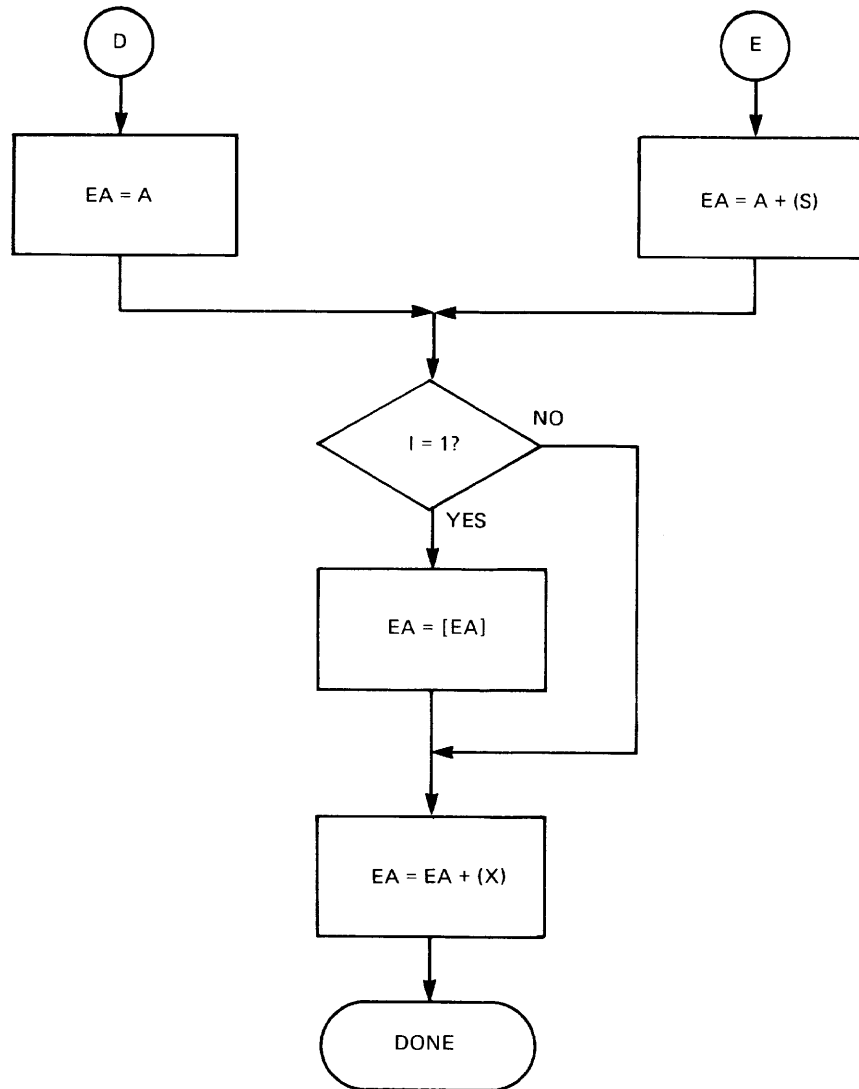 D
E
EA = A
EA = A + (S)
I = 1?
NO
YES
EA = [EA]
EA = EA + (X)
DONE